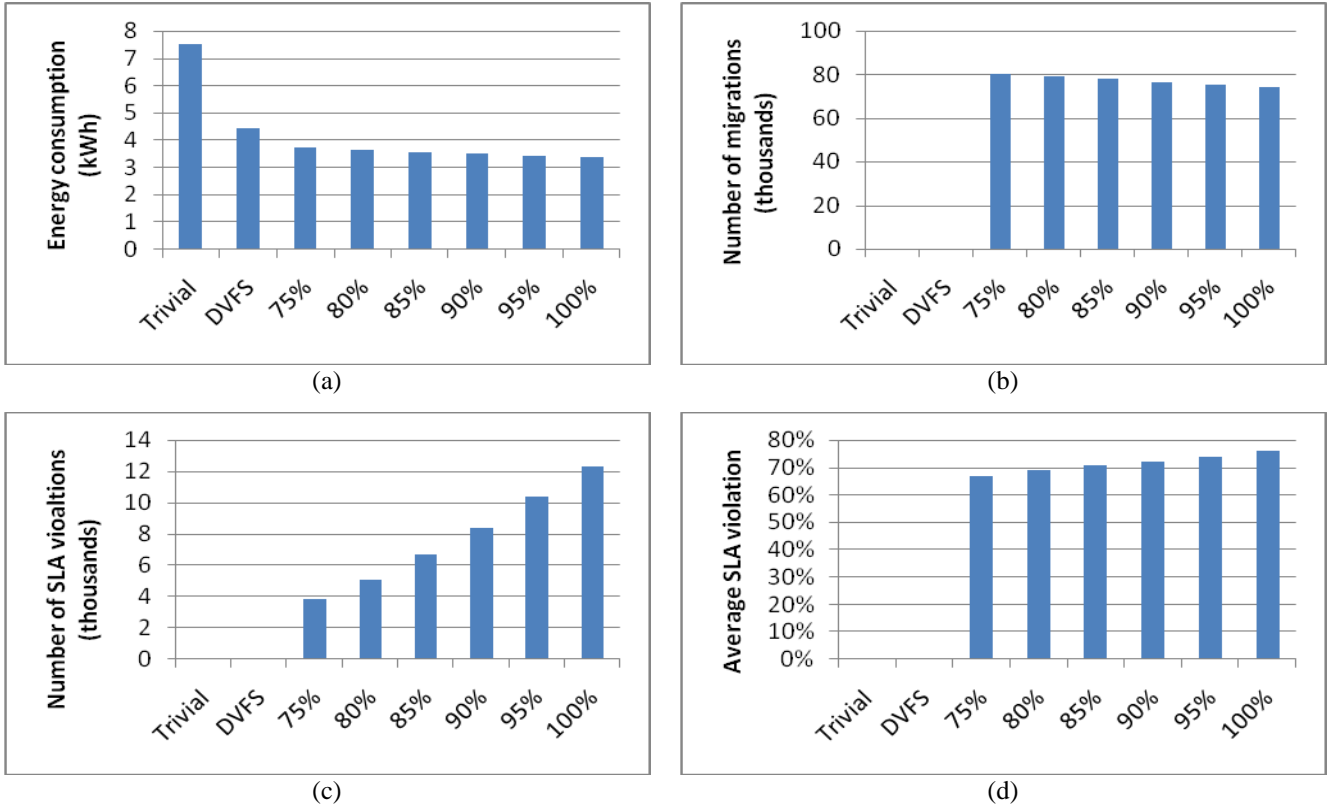 Energy consumption
(kWh)
8
7
6
5
4
3
2
1
0
Trivial
DVFS
75%
80%
85%
90%
95%
100%
(a)
Number of migrations
(thousands)
100
80
60
40
20
0
Trivial
DVFS
75%
80%
85%
90%
95%
100%
(b)
Number of SLA vioaltions
(thousands)
14
12
10
8
6
4
2
0
Trivial
DVFS
75%
80%
85%
90%
95%
100%
(c)
Average SLA violation
80%
70%
60%
50%
40%
30%
20%
10%
0%
Trivial
DVFS
75%
80%
85%
90%
95%
100%
(d)